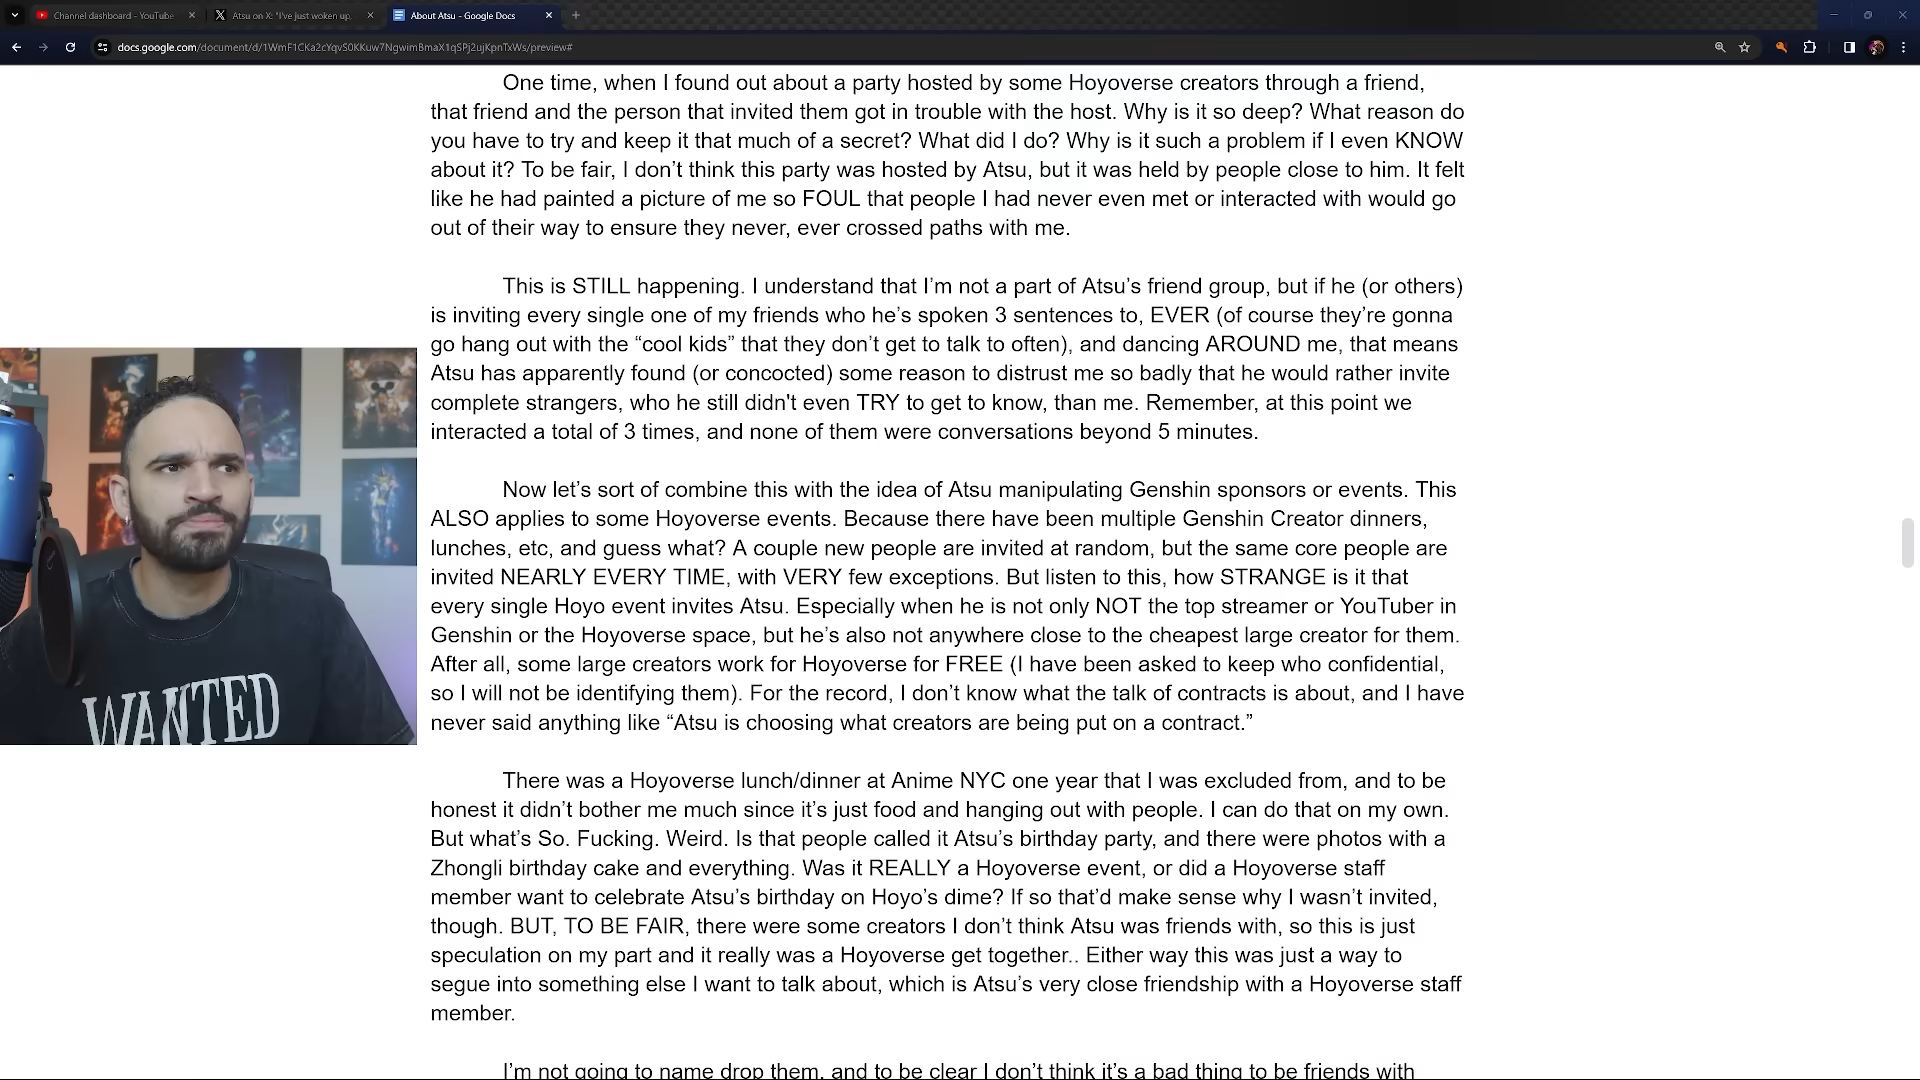 Channel dashboard - YouTube
Atsu on X: "I've just woken up,
About Atsu - Google Docs
docs.google.com/document/d/1WmF1CKa2cYqvS0KKuw7NgwimBmaX1qSPj2ujKpnTxWs/preview#
One time, when I found out about a party hosted by some Hoyoverse creators through a friend,
that friend and the person that invited them got in trouble with the host. Why is it so deep? What reason do
you have to try and keep it that much of a secret? What did I do? Why is it such a problem if I even KNOW
about it? To be fair, I don’t think this party was hosted by Atsu, but it was held by people close to him. It felt
like he had painted a picture of me so FOUL that people I had never even met or interacted with would go
out of their way to ensure they never, ever crossed paths with me.
This is STILL happening. I understand that I’m not a part of Atsu’s friend group, but if he (or others)
is inviting every single one of my friends who he’s spoken 3 sentences to, EVER (of course they’re gonna
go hang out with the “cool kids” that they don’t get to talk to often), and dancing AROUND me, that means
Atsu has apparently found (or concocted) some reason to distrust me so badly that he would rather invite
complete strangers, who he still didn't even TRY to get to know, than me. Remember, at this point we
interacted a total of 3 times, and none of them were conversations beyond 5 minutes.
Now let’s sort of combine this with the idea of Atsu manipulating Genshin sponsors or events. This
ALSO applies to some Hoyoverse events. Because there have been multiple Genshin Creator dinners,
lunches, etc, and guess what? A couple new people are invited at random, but the same core people are
invited NEARLY EVERY TIME, with VERY few exceptions. But listen to this, how STRANGE is it that
every single Hoyo event invites Atsu. Especially when he is not only NOT the top streamer or YouTuber in
Genshin or the Hoyoverse space, but he’s also not anywhere close to the cheapest large creator for them.
After all, some large creators work for Hoyoverse for FREE (I have been asked to keep who confidential,
so I will not be identifying them). For the record, I don’t know what the talk of contracts is about, and I have
never said anything like “Atsu is choosing what creators are being put on a contract.”
There was a Hoyoverse lunch/dinner at Anime NYC one year that I was excluded from, and to be
honest it didn’t bother me much since it’s just food and hanging out with people. I can do that on my own.
But what’s So. Fucking. Weird. Is that people called it Atsu’s birthday party, and there were photos with a
Zhongli birthday cake and everything. Was it REALLY a Hoyoverse event, or did a Hoyoverse staff
member want to celebrate Atsu’s birthday on Hoyo’s dime? If so that’d make sense why I wasn’t invited,
though. BUT, TO BE FAIR, there were some creators I don’t think Atsu was friends with, so this is just
speculation on my part and it really was a Hoyoverse get together.. Either way this was just a way to
segue into something else I want to talk about, which is Atsu’s very close friendship with a Hoyoverse staff
member.
I’m not going to name drop them, and to be clear I don’t think it’s a bad thing to be friends with
WANTED